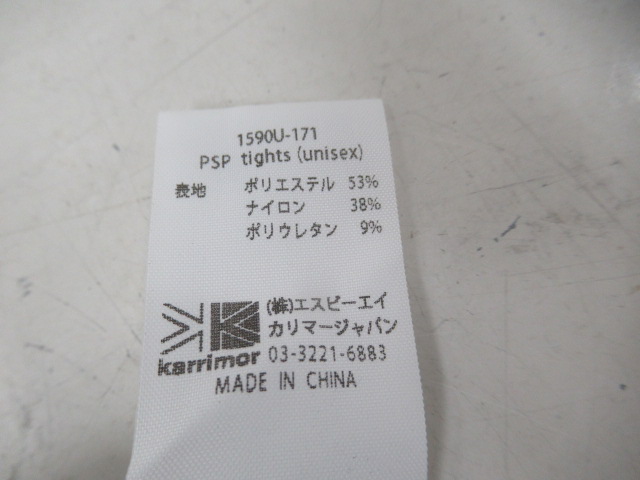 1590U-171
PSP tights (unisex)
表地 ポリエステル 53%
ナイロン 38%
ポリウレタン 9%
(株)エスピーエイ
カリマージャパン
karrimor 03-3221-6883
MADE IN CHINA